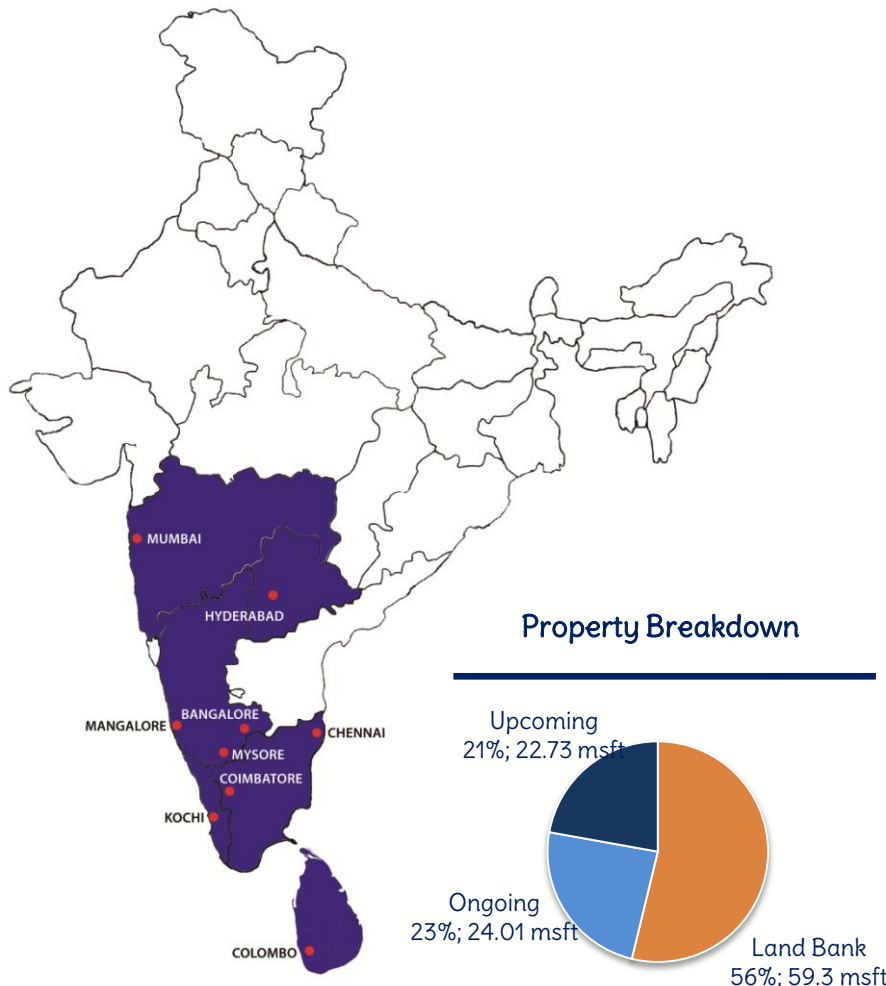 MUMBAI
HYDERABAD
MANGALORE
BANGALORE
CHENNAI
MYSORE
COIMBATORE
KOCHI
COLOMBO
Property Breakdown
Upcoming
21%; 22.73 msft
Ongoing
23%; 24.01 msft
Land Bank
56%; 59.3 msft